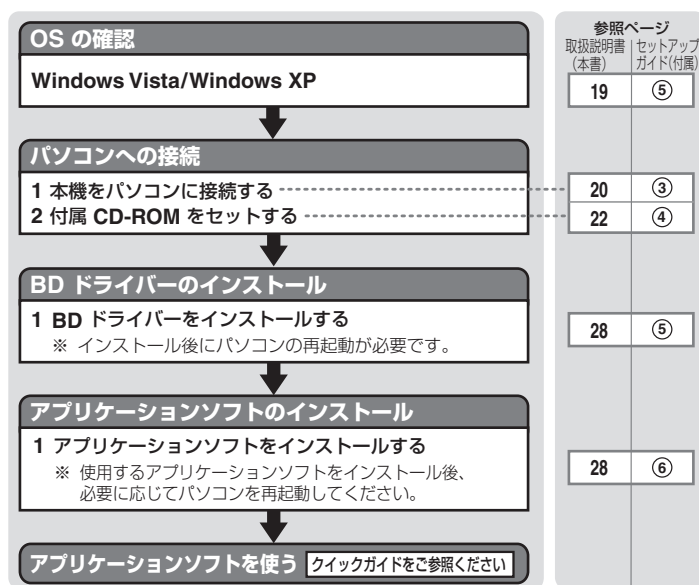 OS の確認
Windows Vista/Windows XP
パソコンへの接続
1 本機をパソコンに接続する
2 付属 CD-ROM をセットする
BD ドライバーのインストール
1 BD ドライバーをインストールする
※ インストール後にパソコンの再起動が必要です。
アプリケーションソフトのインストール
1 アプリケーションソフトをインストールする
※ 使用するアプリケーションソフトをインストール後、
必要に応じてパソコンを再起動してください。
アプリケーションソフトを使う クイックガイドをご参照ください
参照ページ
取扱説明書 セットアップ
(本書) ガイド(付属)
19 ⑤
20 ③
22 ④
28 ⑤
28 ⑥